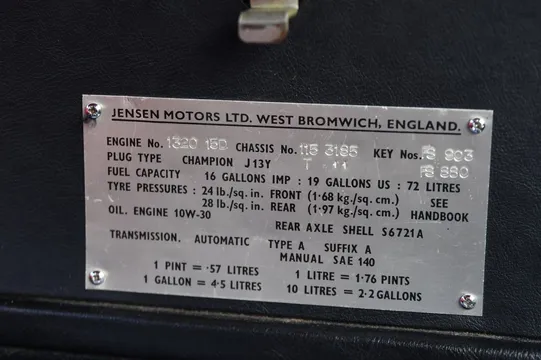 JENSEN MOTORS LTD. WEST BROMWICH, ENGLAND.
ENGINE No. 1320 15D CHASSIS No. 115 3185 KEY Nos. FS 903
PLUG TYPE CHAMPION J13Y T 11 FS 880
FUEL CAPACITY 16 GALLONS IMP : 19 GALLONS US : 72 LITRES
TYRE PRESSURES : 24 lb./sq. in. FRONT (1·68 kg./sq. cm.) SEE
28 lb./sq. in. REAR (1·97 kg./sq. cm.) HANDBOOK
OIL. ENGINE 10W-30 REAR AXLE SHELL S6721A
TRANSMISSION, AUTOMATIC TYPE A SUFFIX A
MANUAL SAE 140
1 PINT = ·57 LITRES 1 LITRE = 1·76 PINTS
1 GALLON = 4·5 LITRES 10 LITRES = 2·2 GALLONS